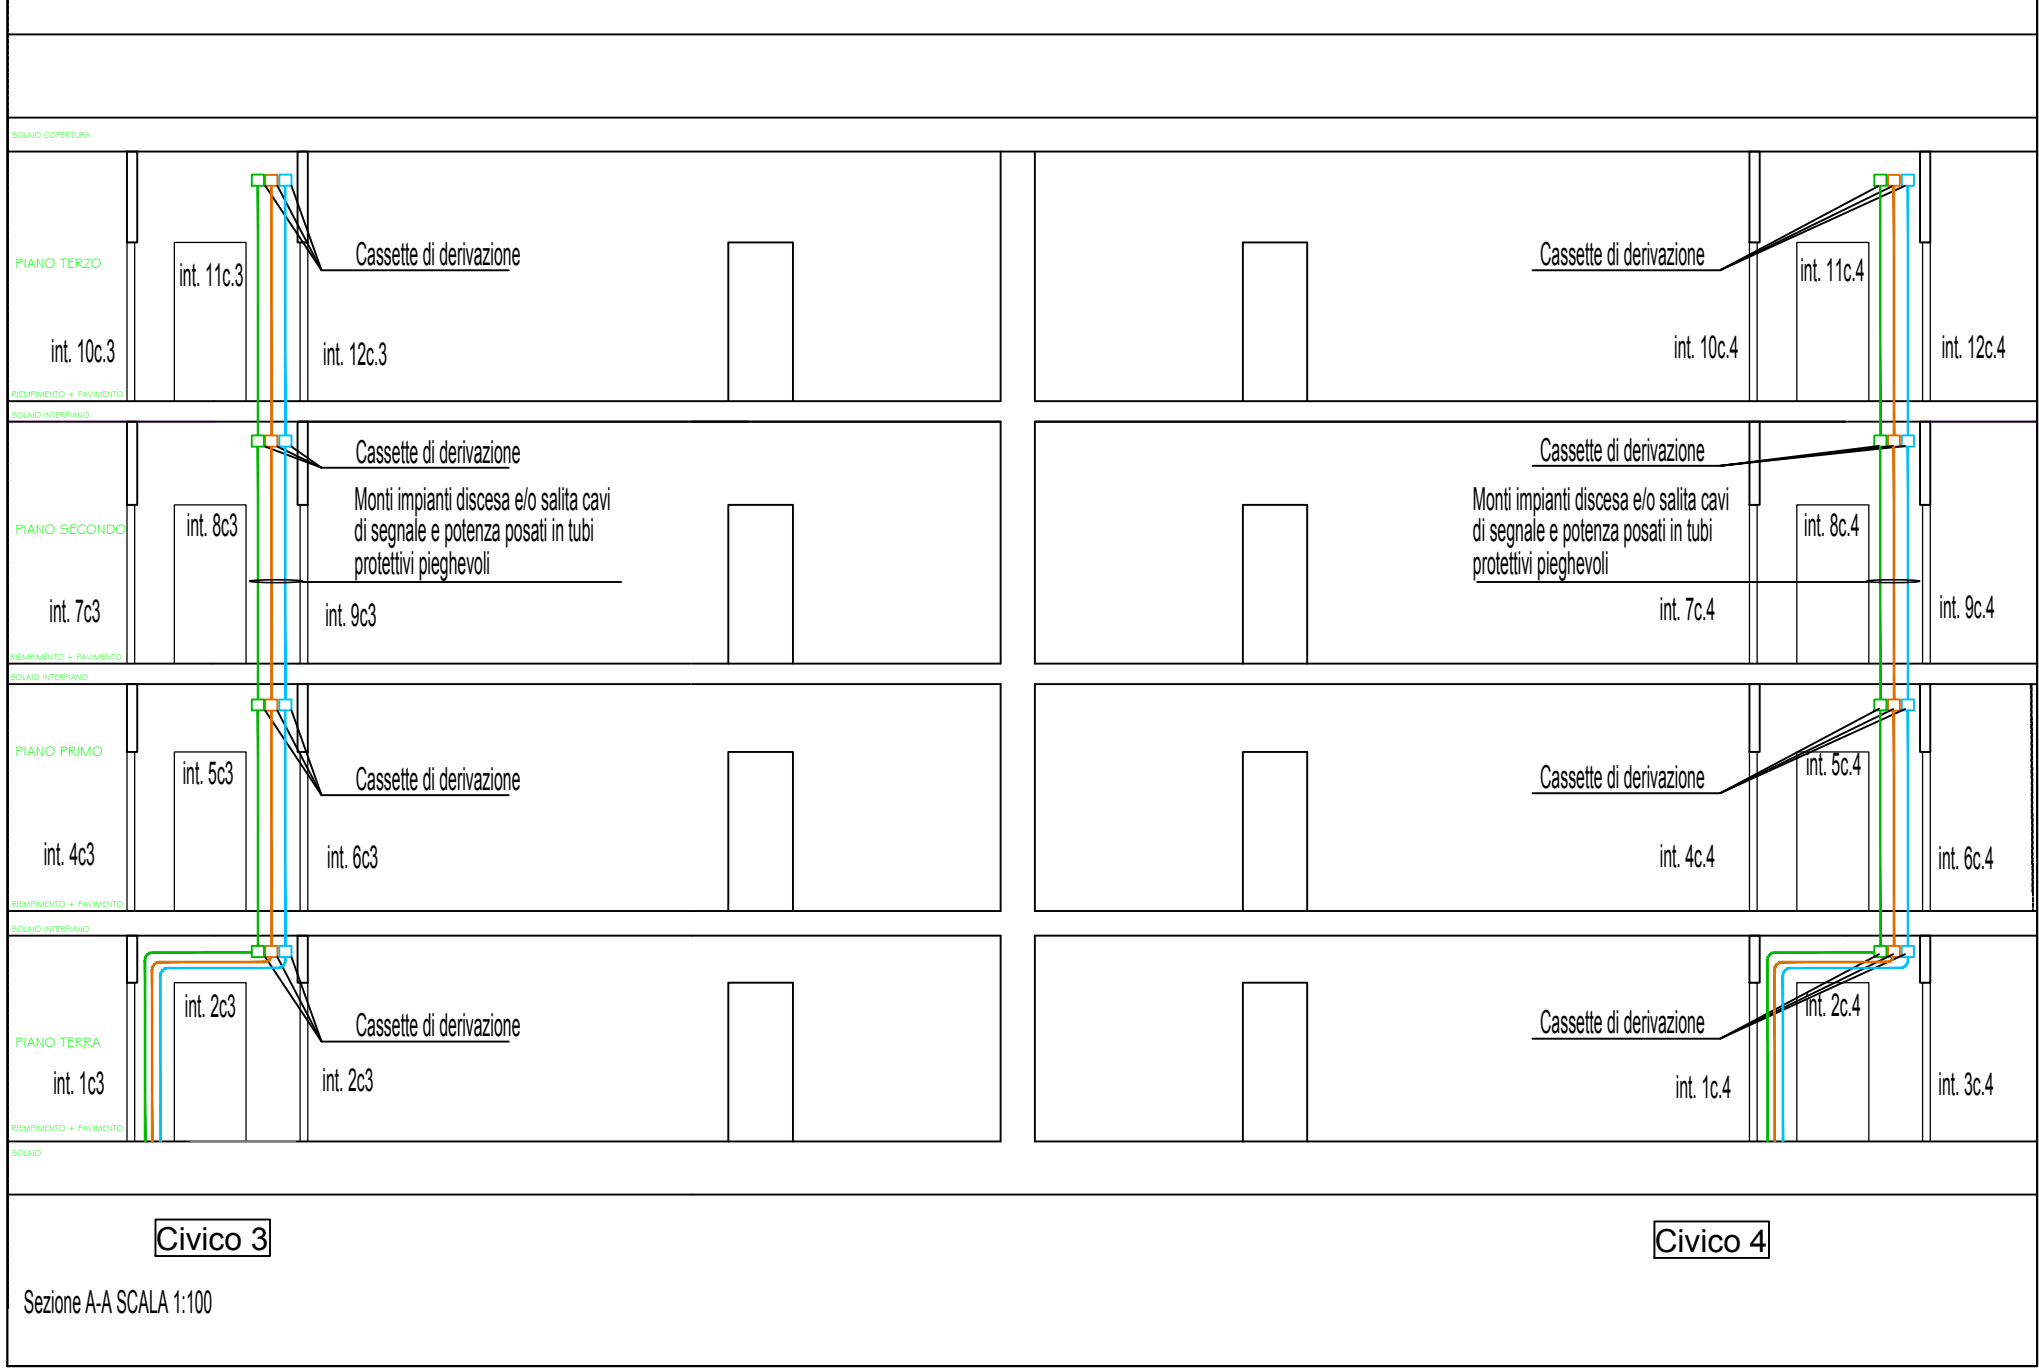 SOLAIO COPERTURA
PIANO TERZO
int. 11c.3
Cassette di derivazione
Cassette di derivazione
int. 11c.4
int. 10c.3
int. 12c.3
int. 10c.4
int. 12c.4
RIEMPIMENTO + PAVIMENTO
SOLAIO INTERPIANO
Cassette di derivazione
Cassette di derivazione
PIANO SECONDO
int. 8c3
Monti impianti discesa e/o salita cavi
di segnale e potenza posati in tubi
protettivi pieghevoli
Monti impianti discesa e/o salita cavi
di segnale e potenza posati in tubi
protettivi pieghevoli
int. 8c.4
int. 7c3
int. 9c3
int. 7c.4
int. 9c.4
RIEMPIMENTO + PAVIMENTO
SOLAIO INTERPIANO
PIANO PRIMO
int. 5c3
Cassette di derivazione
Cassette di derivazione
int. 5c.4
int. 4c3
int. 6c3
int. 4c.4
int. 6c.4
RIEMPIMENTO + PAVIMENTO
SOLAIO INTERPIANO
int. 2c3
Cassette di derivazione
Cassette di derivazione
int. 2c.4
PIANO TERRA
int. 1c3
int. 2c3
int. 1c.4
int. 3c.4
RIEMPIMENTO + PAVIMENTO
SOLAIO
Civico 3
Civico 4
Sezione A-A SCALA 1:100